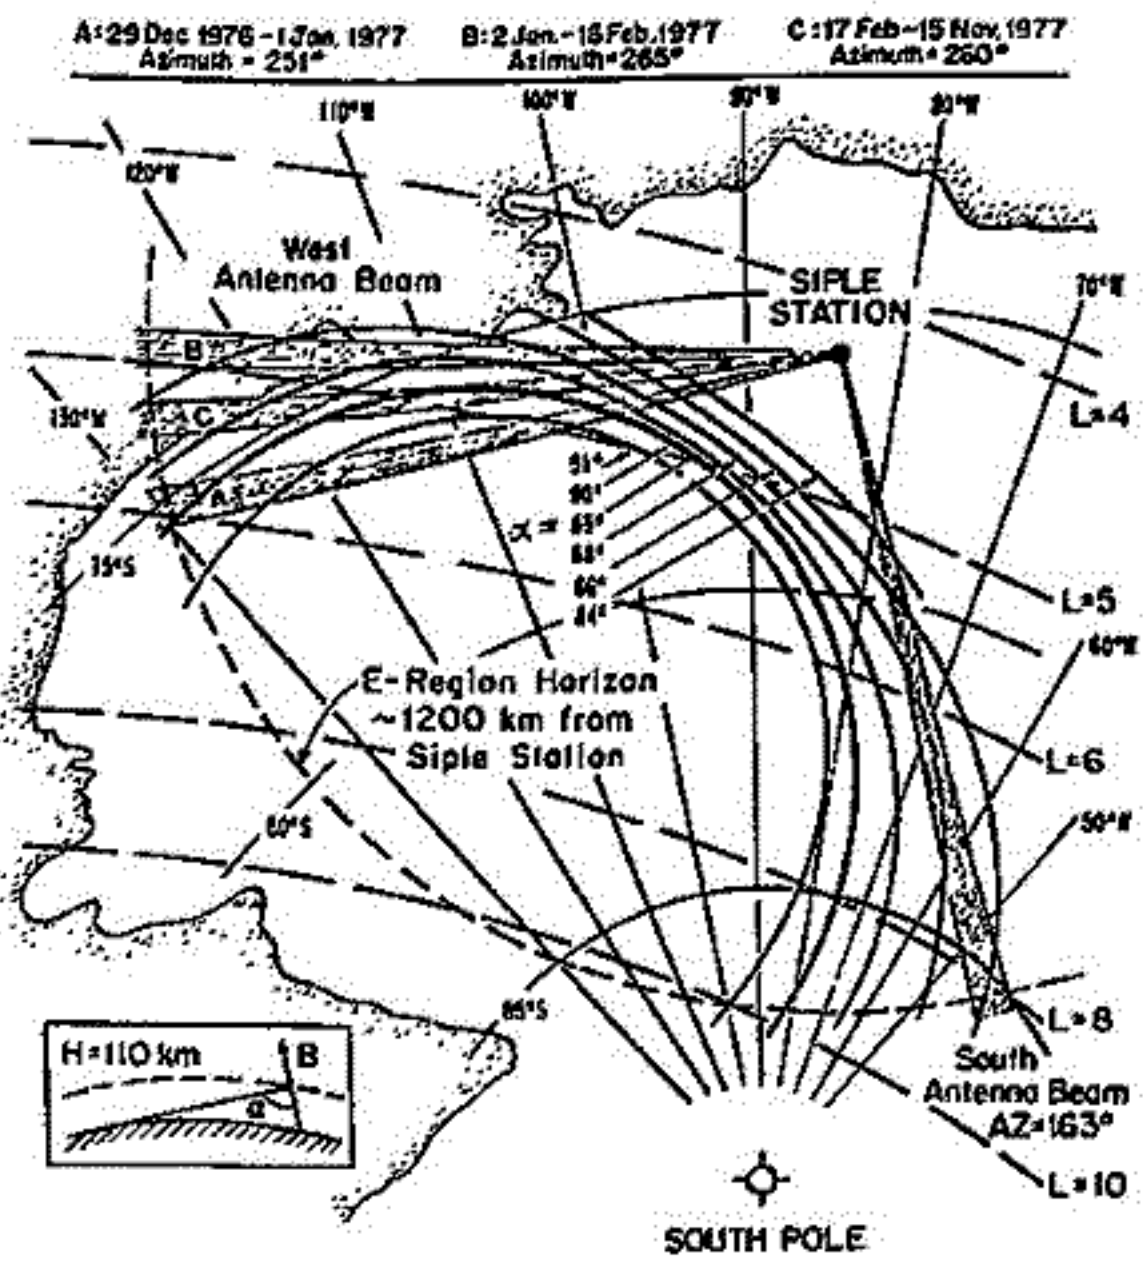 A:29 Dec 1976-1 Jan, 1977 B:2 Jan.-16 Feb,1977 C:17 Feb-15 Nov,1977
Azimuth = 251° Azimuth=265° Azimuth=260°
110°W 100°W 90°W 80°W
120°W
West
Antenna Beam
SIPLE
STATION
70°W
B
L=4
130°W
C
A
91°
90°
α =
88°
86°
84°
75°S
L=5
60°W
E-Region Horizon
~1200 km from
Siple Station
L=6
80°S
50°W
85°S
L=8
H=110 km B
α
South
Antenna Beam
AZ=163°
L=10
SOUTH POLE